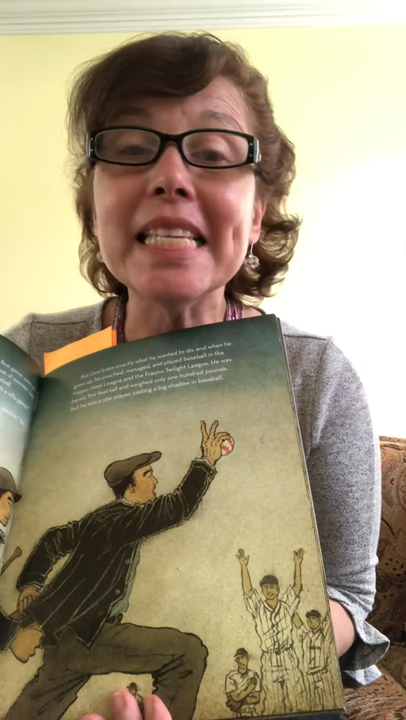 But Zeni knew exactly what he wanted to do, and when he
grew up, he coached, managed, and played baseball in the
Fresno Nisei League and the Fresno Twilight League. He was
barely five feet tall and weighed only one hundred pounds,
but he was a star player, casting a big shadow in baseball.